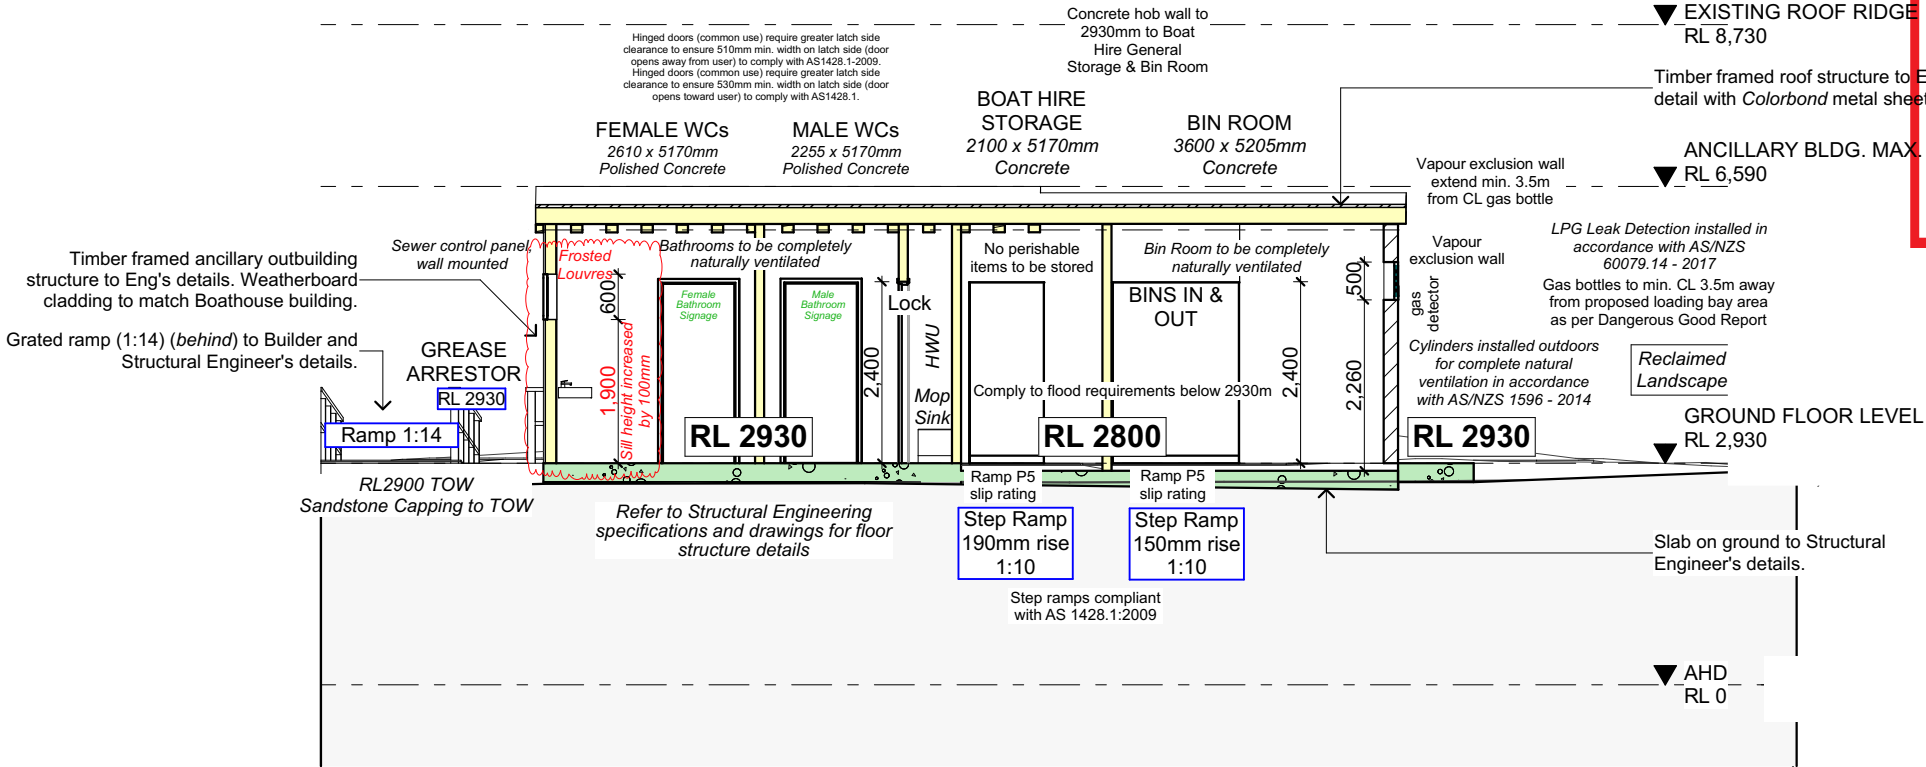 Concrete hob wall to
2930mm to Boat
Hire General
Storage & Bin Room
EXISTING ROOF RIDGE
RL 8,730
Hinged doors (common use) require greater latch side
clearance to ensure 510mm min. width on latch side (door
opens away from user) to comply with AS1428.1-2009.
Hinged doors (common use) require greater latch side
clearance to ensure 530mm min. width on latch side (door
opens toward user) to comply with AS1428.1.
Timber framed roof structure to E
detail with Colorbond metal sheet
FEMALE WCs
2610 x 5170mm
Polished Concrete
MALE WCs
2255 x 5170mm
Polished Concrete
BOAT HIRE
STORAGE
2100 x 5170mm
Concrete
BIN ROOM
3600 x 5205mm
Concrete
ANCILLARY BLDG. MAX.
RL 6,590
Vapour exclusion wall
extend min. 3.5m
from CL gas bottle
Timber framed ancillary outbuilding
structure to Eng's details. Weatherboard
cladding to match Boathouse building.
Sewer control panel
wall mounted
Frosted
Louvres
Bathrooms to be completely
naturally ventilated
No perishable
items to be stored
Bin Room to be completely
naturally ventilated
Vapour
exclusion wall
LPG Leak Detection installed in
accordance with AS/NZS
60079.14 - 2017
Gas bottles to min. CL 3.5m away
from proposed loading bay area
as per Dangerous Good Report
Grated ramp (1:14) (behind) to Builder and
Structural Engineer's details.
GREASE
ARRESTOR
RL 2930
Ramp 1:14
600
1,900
Sill height increased
by 100mm
Female
Bathroom
Signage
Male
Bathroom
Signage
2,400
Lock
HWU
Mop
Sink
BINS IN &
OUT
Comply to flood requirements below 2930m
2,400
500
2,260
gas
detector
Cylinders installed outdoors
for complete natural
ventilation in accordance
with AS/NZS 1596 - 2014
Reclaimed
Landscape
RL 2930
RL 2800
RL 2930
GROUND FLOOR LEVEL
RL 2,930
RL2900 TOW
Sandstone Capping to TOW
Refer to Structural Engineering
specifications and drawings for floor
structure details
Ramp P5
slip rating
Step Ramp
190mm rise
1:10
Ramp P5
slip rating
Step Ramp
150mm rise
1:10
Step ramps compliant
with AS 1428.1:2009
Slab on ground to Structural
Engineer's details.
AHD
RL 0